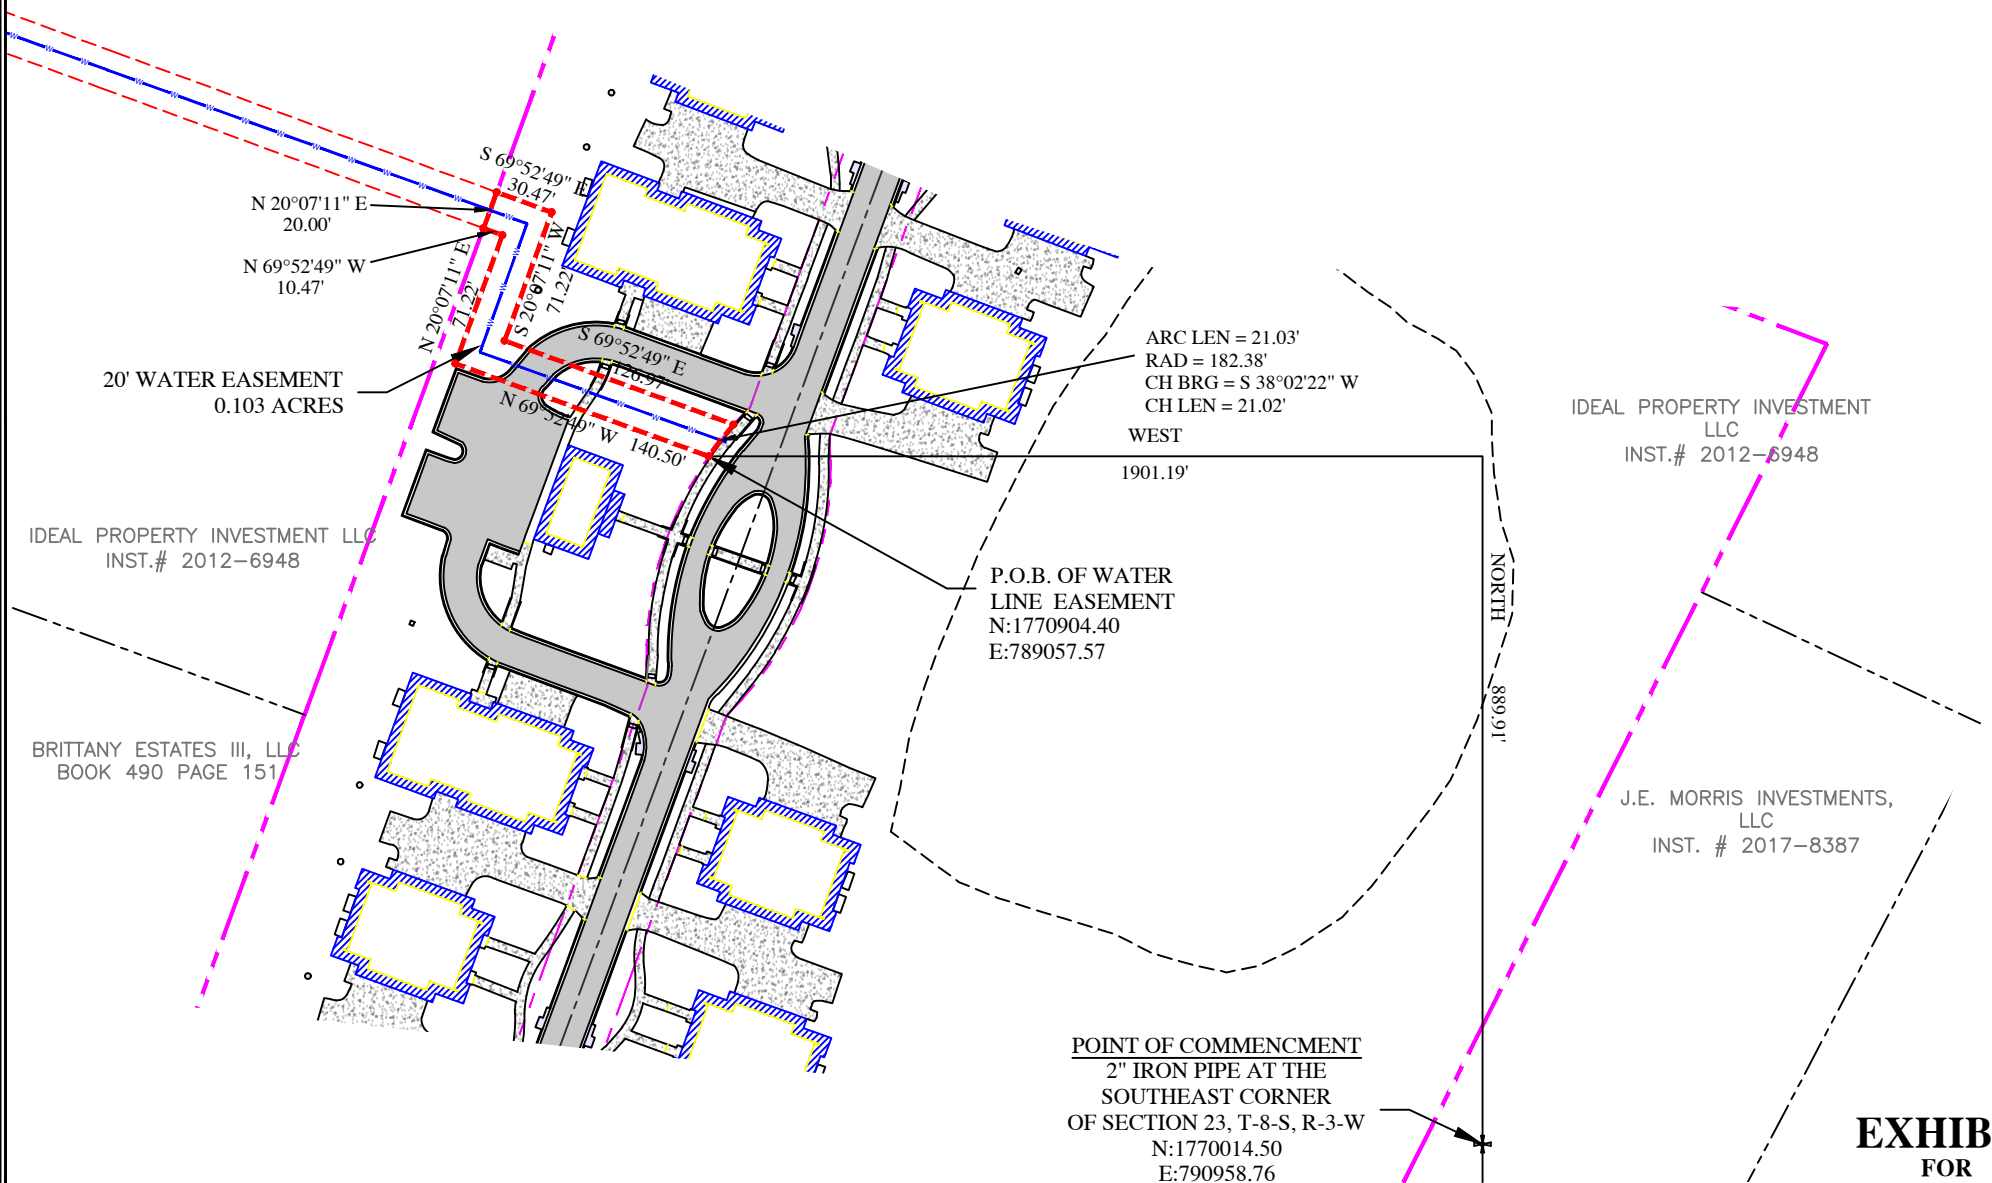 S 69°52'49" E
30.47'
N 20°07'11" E
20.00'
N 69°52'49" W
10.47'
N 20°07'11" E
71.22'
S 20°07'11" W
71.22'
20' WATER EASEMENT
0.103 ACRES
S 69°52'49" E
126.97'
N 69°52'49" W 140.50'
ARC LEN = 21.03'
RAD = 182.38'
CH BRG = S 38°02'22" W
CH LEN = 21.02'
WEST
1901.19'
IDEAL PROPERTY INVESTMENT
LLC
INST.# 2012-6948
IDEAL PROPERTY INVESTMENT LLC
INST.# 2012-6948
P.O.B. OF WATER
LINE EASEMENT
N:1770904.40
E:789057.57
NORTH 889.91'
BRITTANY ESTATES III, LLC
BOOK 490 PAGE 151
J.E. MORRIS INVESTMENTS,
LLC
INST. # 2017-8387
POINT OF COMMENCMENT
2" IRON PIPE AT THE
SOUTHEAST CORNER
OF SECTION 23, T-8-S, R-3-W
N:1770014.50
E:790958.76
EXHIB
FOR